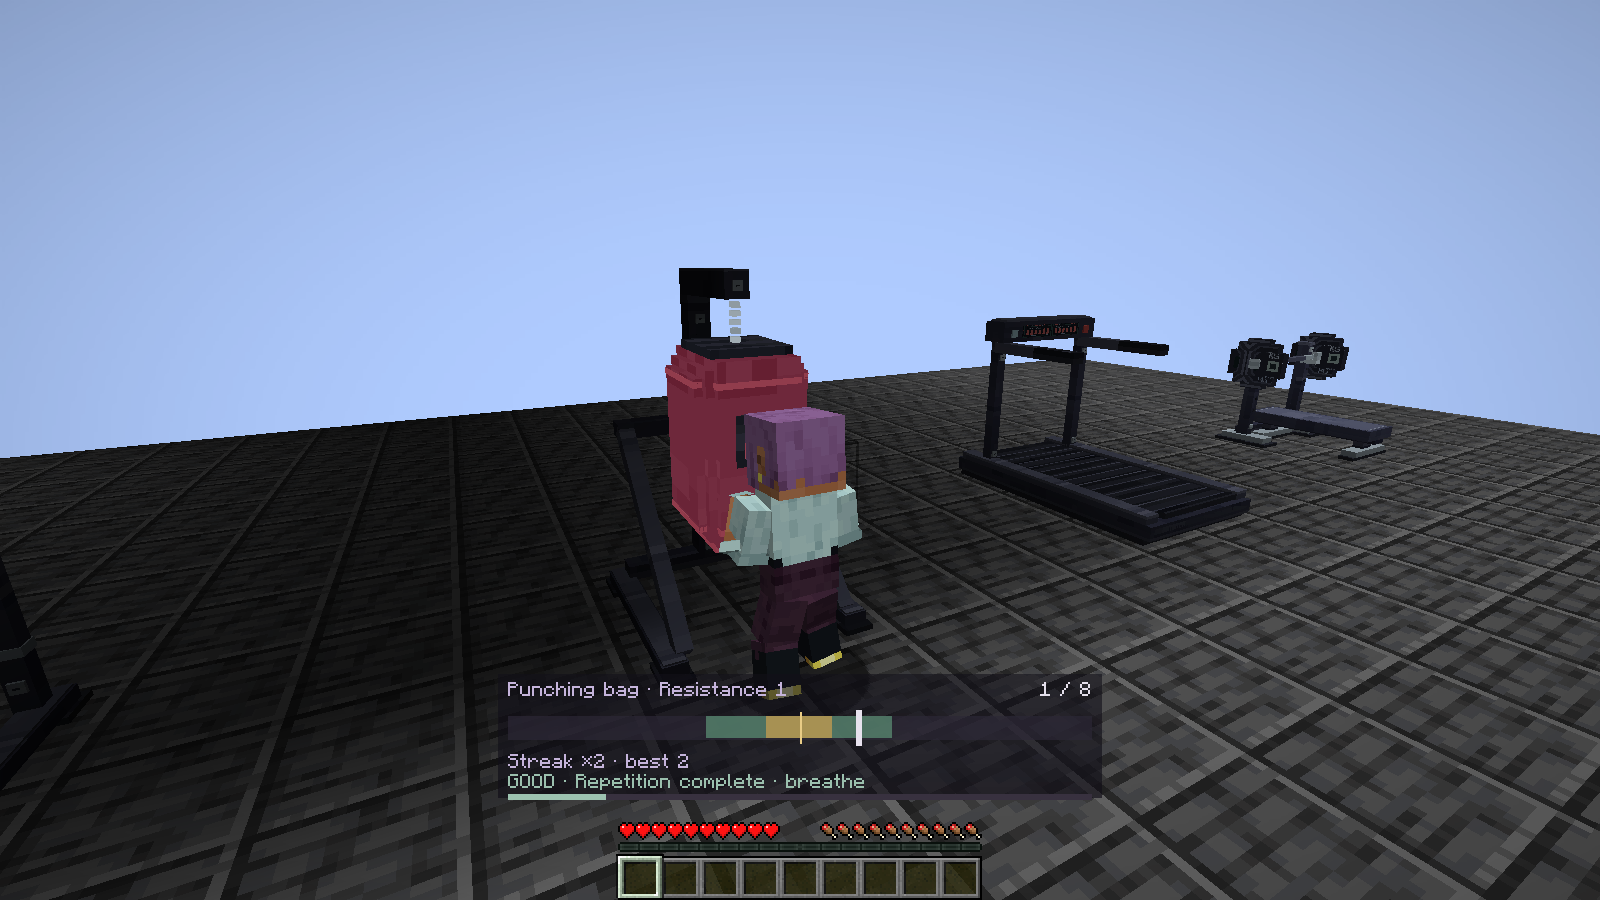 Punching bag · Resistance 1
1 / 8
Streak ×2 · best 2
GOOD · Repetition complete · breathe